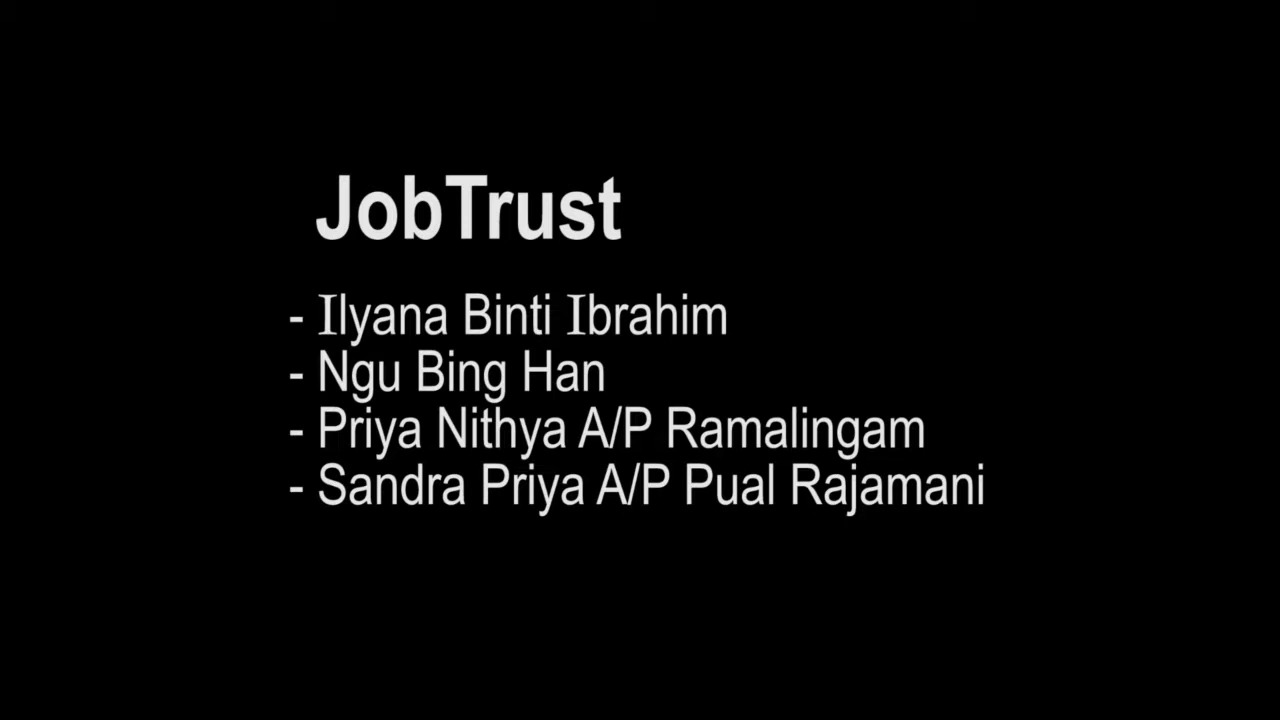 JobTrust
- Ilyana Binti Ibrahim
- Ngu Bing Han
- Priya Nithya A/P Ramalingam
- Sandra Priya A/P Pual Rajamani